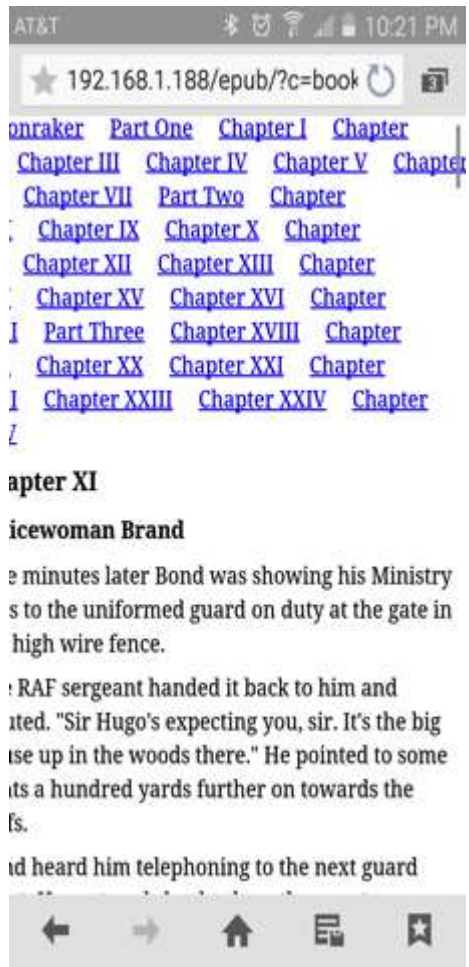 AT&T 10:21 PM
192.168.1.188/epub/?c=book 3
onraker Part One Chapter I Chapter
Chapter III Chapter IV Chapter V Chapter
Chapter VII Part Two Chapter
Chapter IX Chapter X Chapter
Chapter XII Chapter XIII Chapter
Chapter XV Chapter XVI Chapter
I Part Three Chapter XVIII Chapter
Chapter XX Chapter XXI Chapter
I Chapter XXIII Chapter XXIV Chapter
V
apter XI
icewoman Brand
e minutes later Bond was showing his Ministry
s to the uniformed guard on duty at the gate in
high wire fence.
RAF sergeant handed it back to him and
uted. "Sir Hugo's expecting you, sir. It's the big
use up in the woods there." He pointed to some
ts a hundred yards further on towards the
fs.
nd heard him telephoning to the next guard